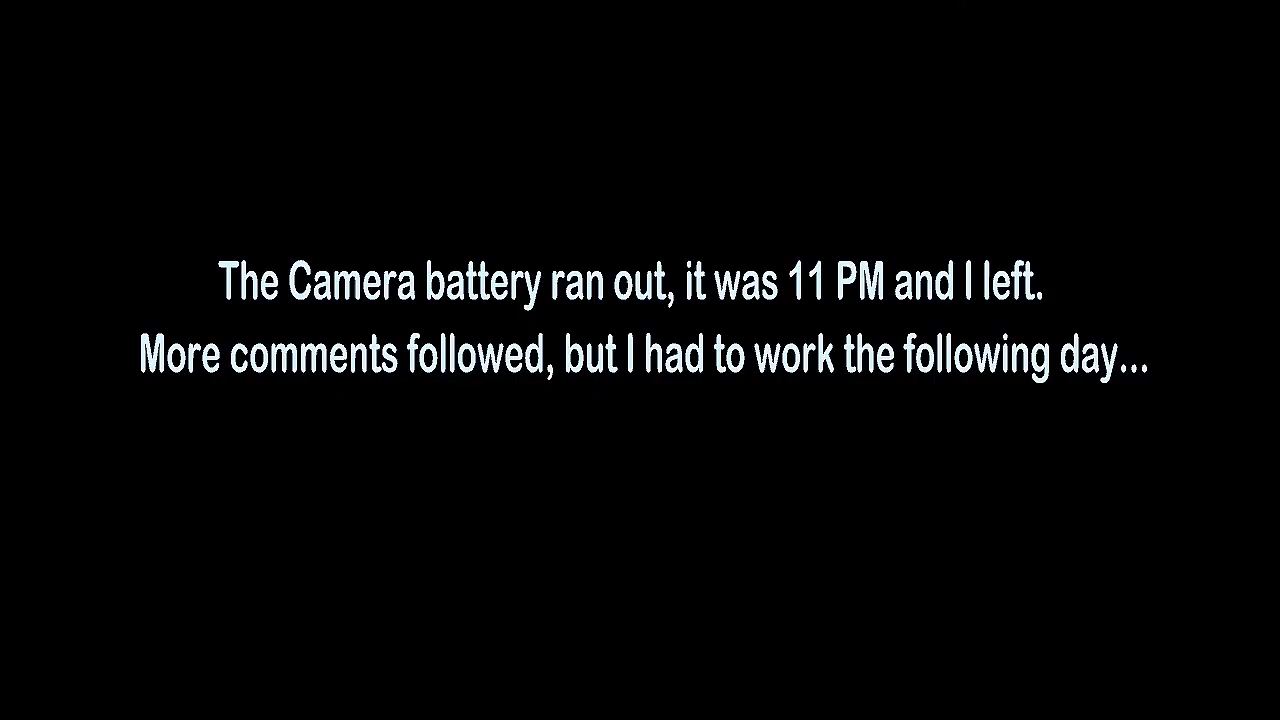 The Camera battery ran out, it was 11 PM and I left.
More comments followed, but I had to work the following day...